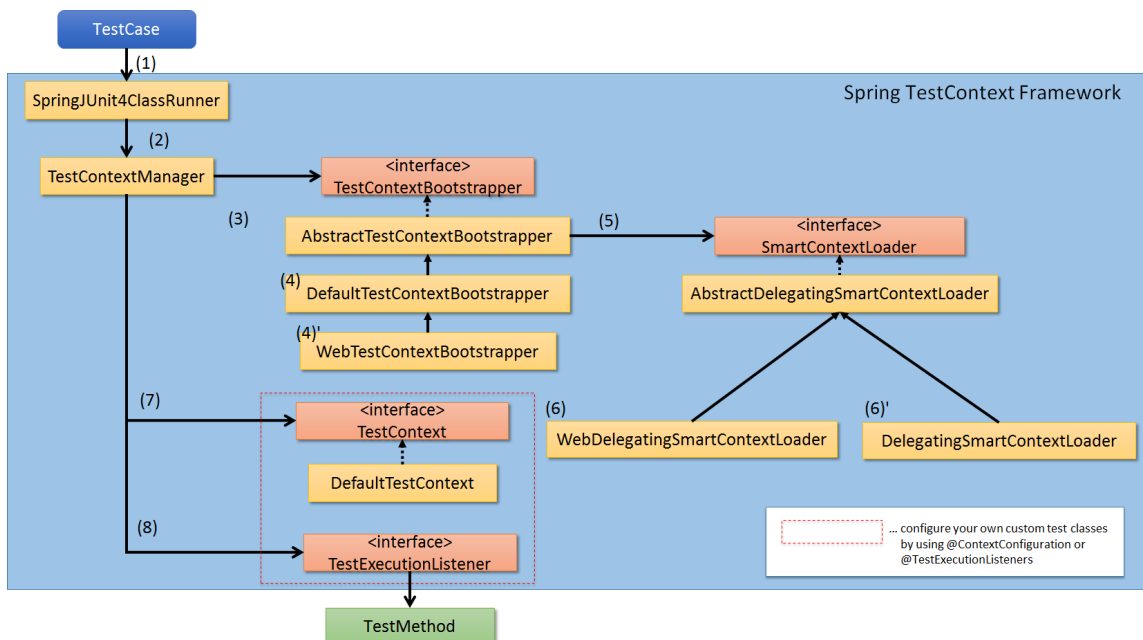 TestCase
(1)
Spring TestContext Framework
SpringJUnit4ClassRunner
(2)
TestContextManager
<interface>
TestContextBootstrapper
(3)
AbstractTestContextBootstrapper
(5)
<interface>
SmartContextLoader
(4)
DefaultTestContextBootstrapper
AbstractDelegatingSmartContextLoader
(4)'
WebTestContextBootstrapper
(7)
<interface>
TestContext
(6)
WebDelegatingSmartContextLoader
(6)'
DelegatingSmartContextLoader
DefaultTestContext
(8)
<interface>
TestExecutionListener
... configure your own custom test classes
by using @ContextConfiguration or
@TestExecutionListeners
TestMethod